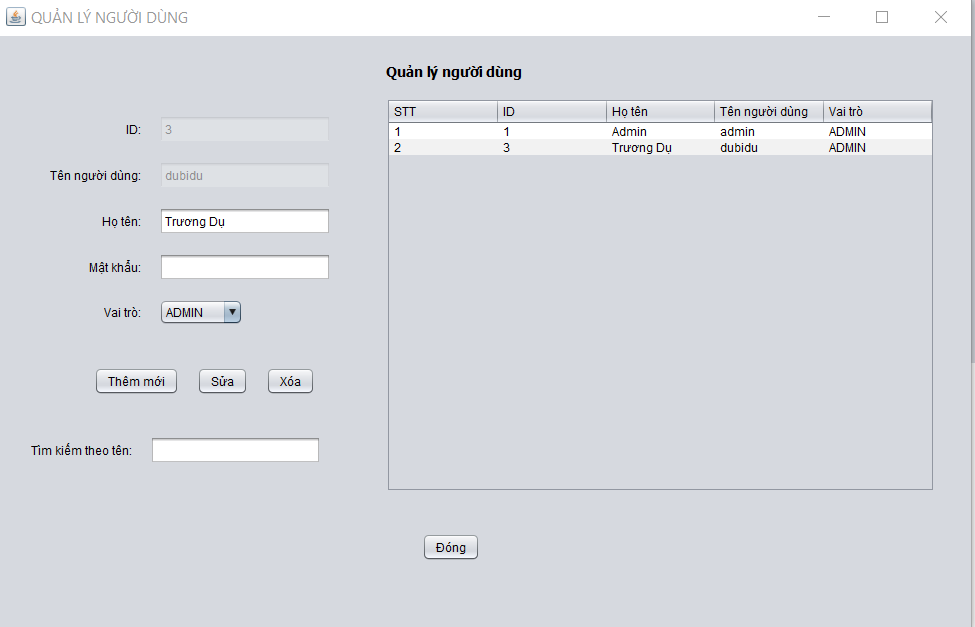 QUẢN LÝ NGƯỜI DÙNG
Quản lý người dùng
ID: 3
Tên người dùng: dubidu
Họ tên: Trương Dụ
Mật khẩu:
Vai trò: ADMIN
Thêm mới Sửa Xóa
Tìm kiếm theo tên:
STT ID Họ tên Tên người dùng Vai trò
1 1 Admin admin ADMIN
2 3 Trương Dụ dubidu ADMIN
Đóng